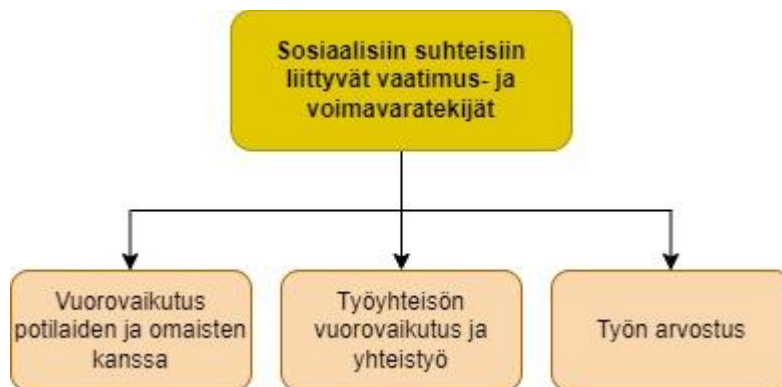 Sosiaalisiin suhteisiin
liittyvät vaatimus- ja
voimavaratekijät
Vuorovaikutus
potilaiden ja omaisten
kanssa
Työyhteisön
vuorovaikutus ja
yhteistyö
Työn arvostus